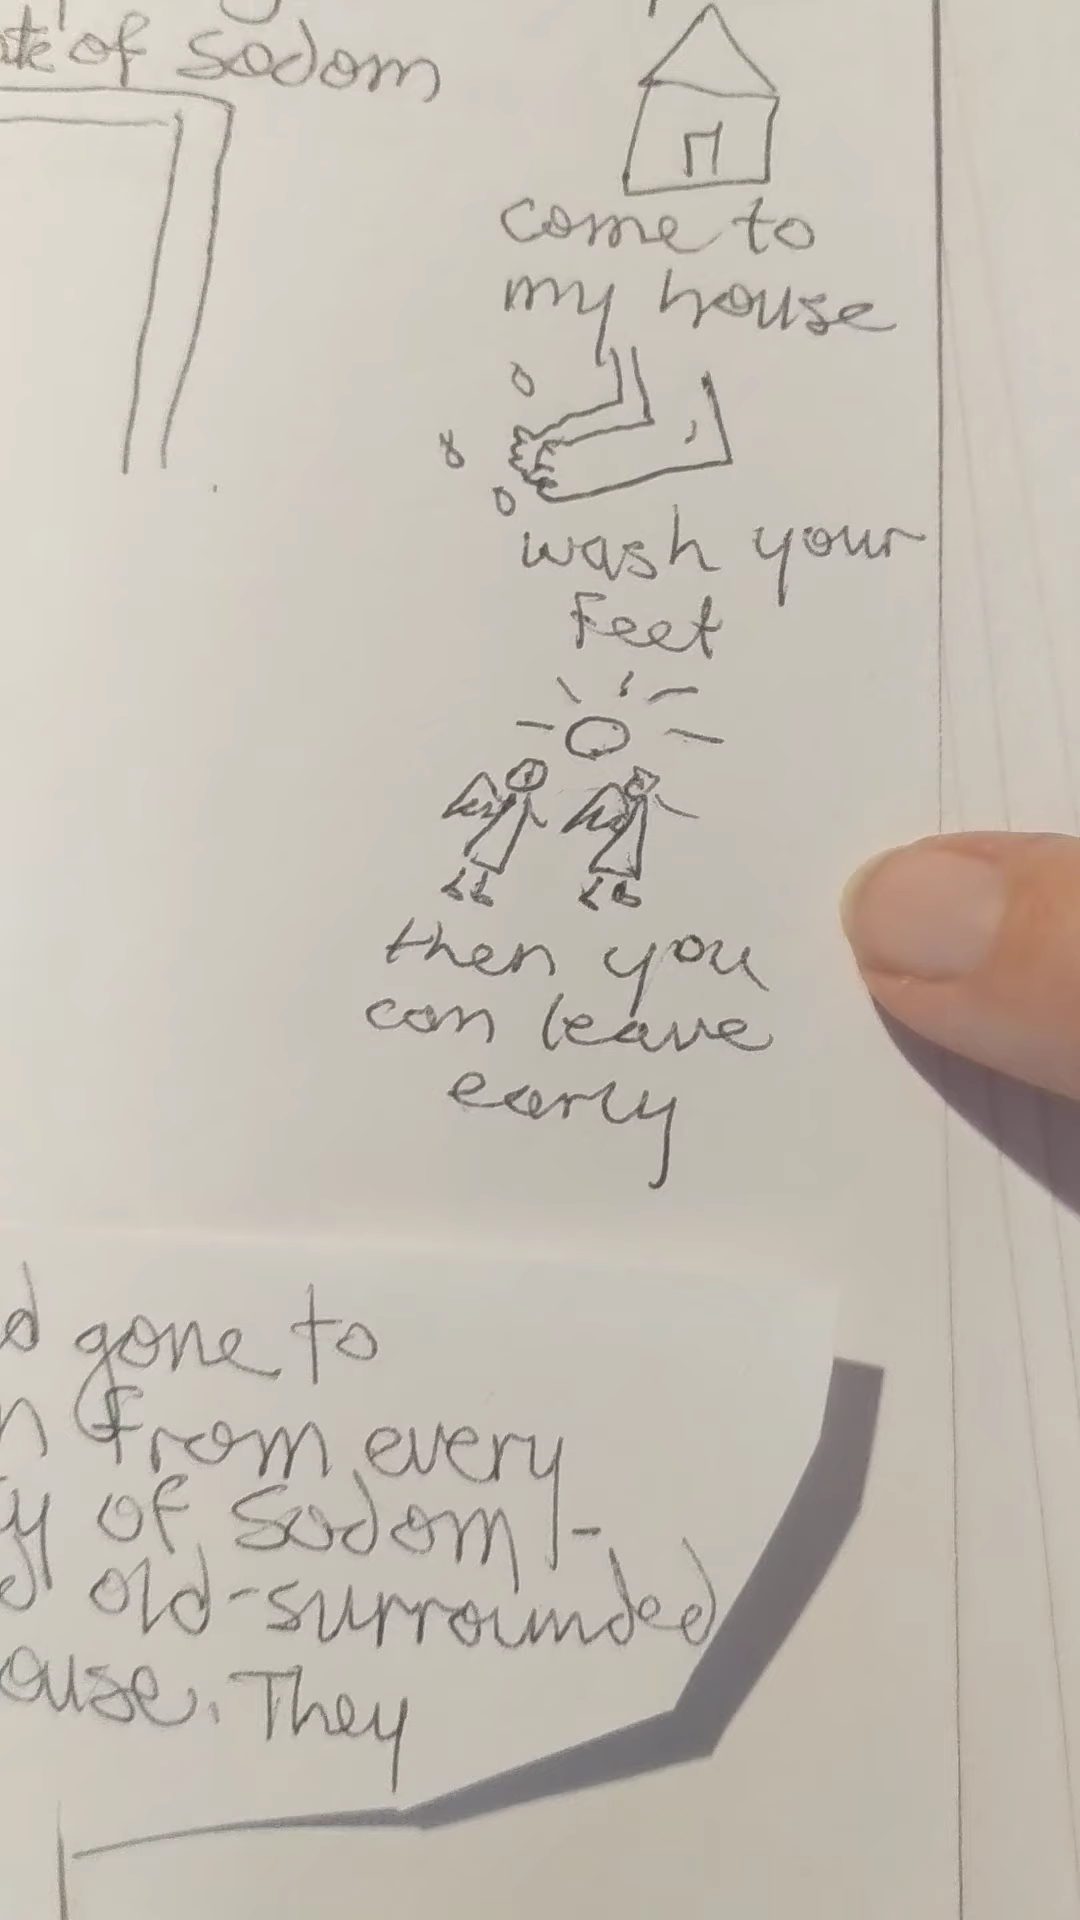 of Sodom
come to
my house
wash your
Feet
then you
can leave
early
gone to
From every
of Sodom -
old-surrounded
They